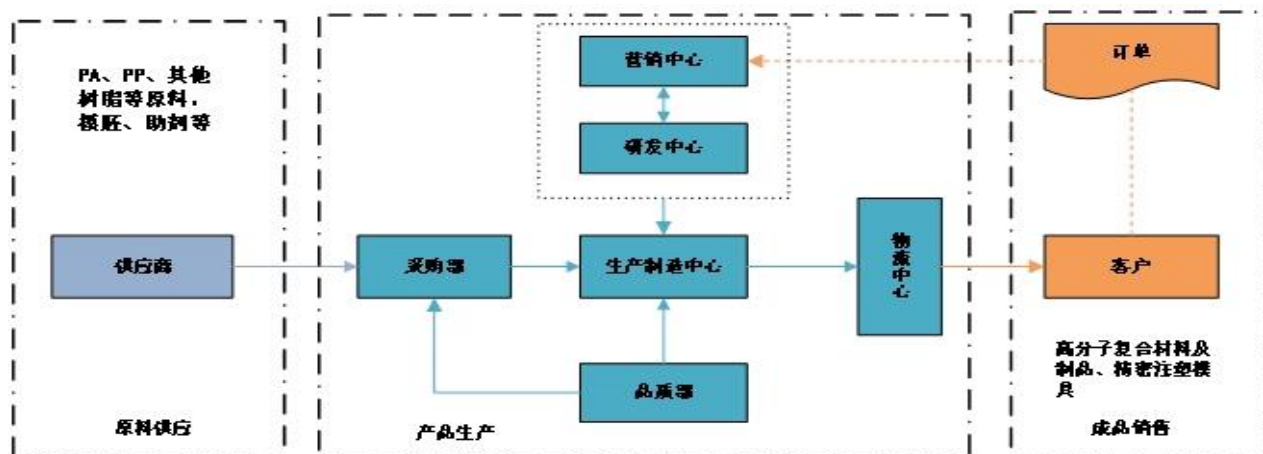 PA、PP、其他
树脂等原料，
模胚、助剂等
供应商
原料供应
营销中心
研发中心
采购部
生产制造中心
物流中心
品质部
产品生产
订单
客户
高分子复合材料及
制品、精密注塑模
具
成品销售